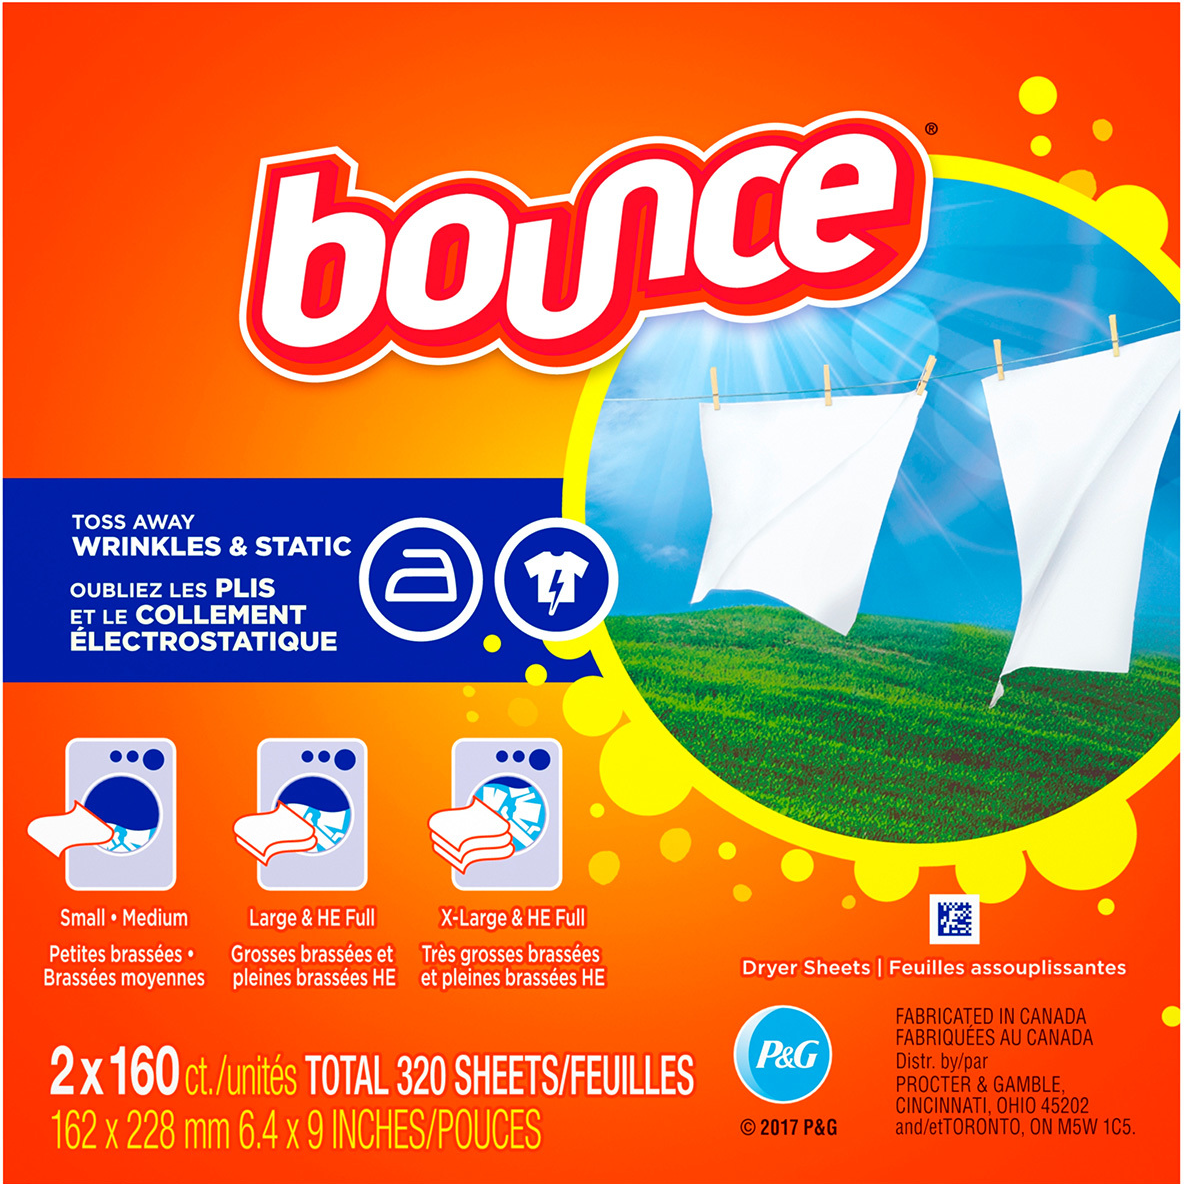 bounce®
TOSS AWAY
WRINKLES & STATIC
OUBLIEZ LES PLIS
ET LE COLLEMENT
ÉLECTROSTATIQUE
Small • Medium
Petites brassées •
Brassées moyennes
Large & HE Full
Grosses brassées et
pleines brassées HE
X-Large & HE Full
Très grosses brassées
et pleines brassées HE
Dryer Sheets | Feuilles assouplissantes
2 x 160 ct./unités TOTAL 320 SHEETS/FEUILLES
162 x 228 mm 6.4 x 9 INCHES/POUCES
P&G
© 2017 P&G
FABRICATED IN CANADA
FABRIQUÉES AU CANADA
Distr. by/par
PROCTER & GAMBLE,
CINCINNATI, OHIO 45202
and/etTORONTO, ON M5W 1C5.